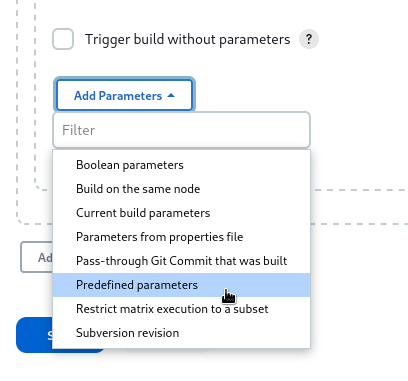 Trigger build without parameters ?
Add Parameters
Filter
Boolean parameters
Build on the same node
Current build parameters
Parameters from properties file
Pass-through Git Commit that was built
Predefined parameters
Restrict matrix execution to a subset
Subversion revision